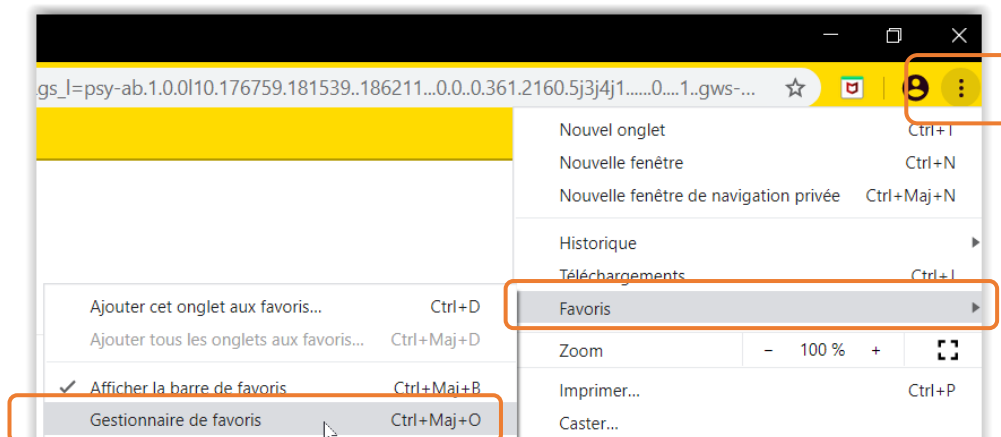 gs_l=psy-ab.1.0.0l10.176759.181539..186211...0.0..0.361.2160.5j3j4j1......0....1..gws-...
Nouvel onglet Ctrl+T
Nouvelle fenêtre Ctrl+N
Nouvelle fenêtre de navigation privée Ctrl+Maj+N
Historique
Téléchargements Ctrl+J
Favoris
Zoom - 100 % +
Imprimer... Ctrl+P
Caster...
Ajouter cet onglet aux favoris... Ctrl+D
Ajouter tous les onglets aux favoris... Ctrl+Maj+D
Afficher la barre de favoris Ctrl+Maj+B
Gestionnaire de favoris Ctrl+Maj+O